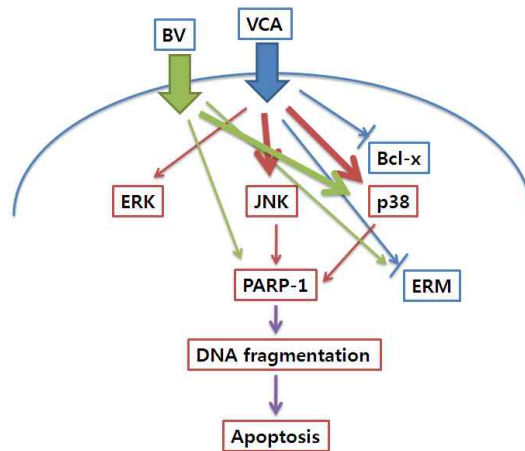 BV
VCA
Bcl-x
ERK
JNK
p38
PARP-1
ERM
DNA fragmentation
Apoptosis